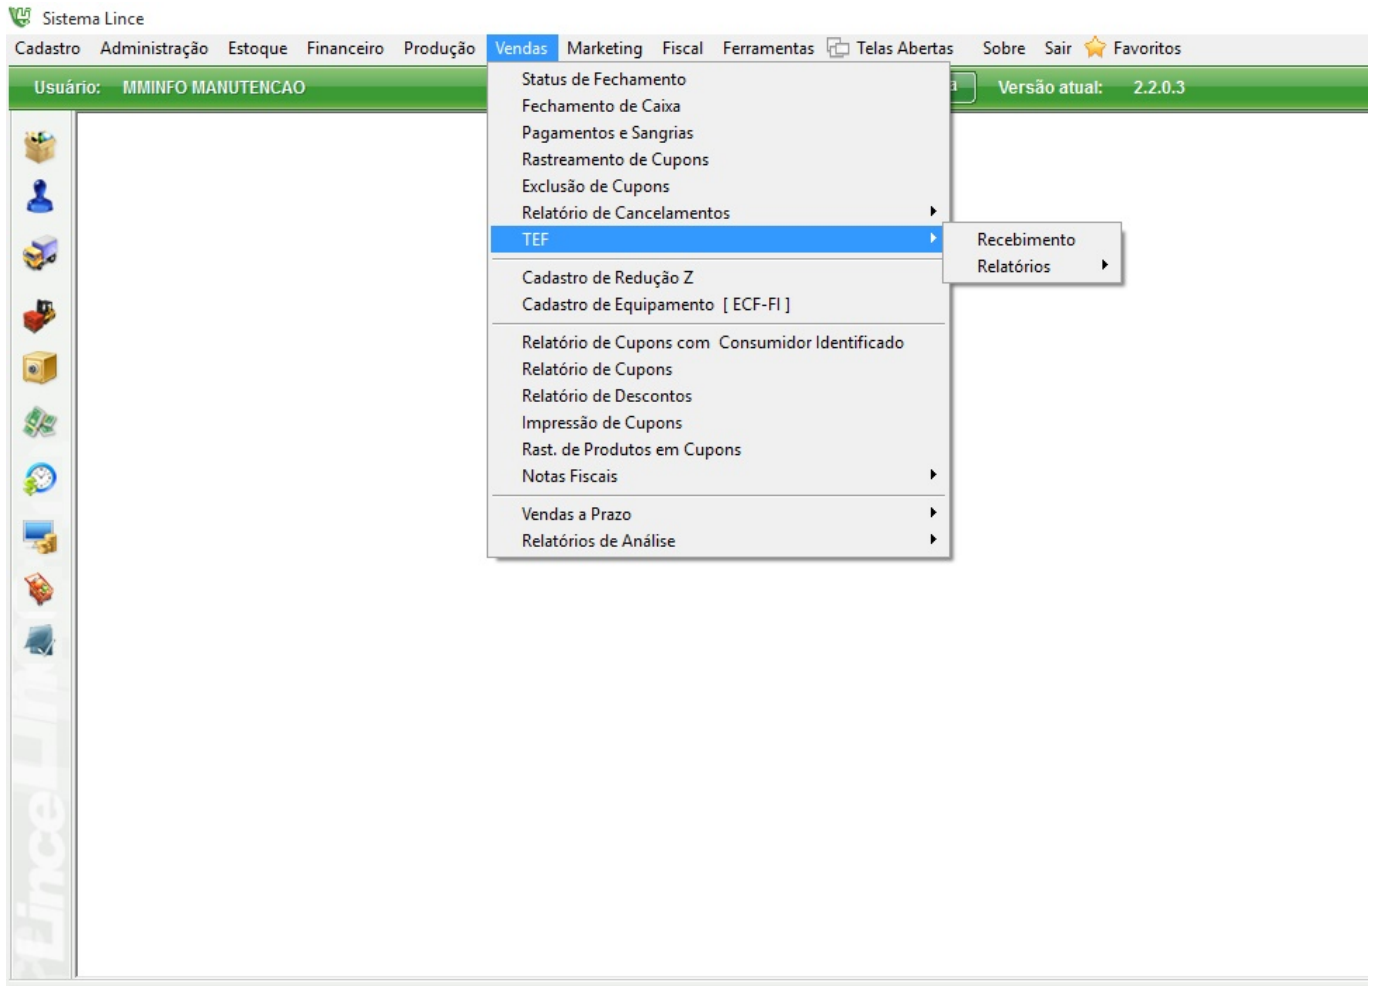 Sistema Lince
Cadastro Administração Estoque Financeiro Produção Vendas Marketing Fiscal Ferramentas Telas Abertas Sobre Sair Favoritos
Usuário: MMINFO MANUTENCAO Versão atual: 2.2.0.3
Status de Fechamento
Fechamento de Caixa
Pagamentos e Sangrias
Rastreamento de Cupons
Exclusão de Cupons
Relatório de Cancelamentos
TEF
Recebimento
Relatórios
Cadastro de Redução Z
Cadastro de Equipamento [ ECF-FI ]
Relatório de Cupons com Consumidor Identificado
Relatório de Cupons
Relatório de Descontos
Impressão de Cupons
Rast. de Produtos em Cupons
Notas Fiscais
Vendas a Prazo
Relatórios de Análise
Lince